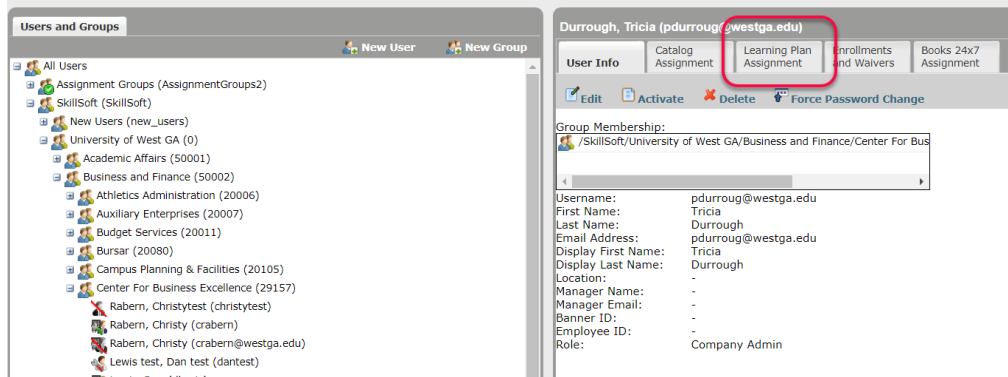 Users and Groups
New User
New Group
All Users
Assignment Groups (AssignmentGroups2)
SkillSoft (SkillSoft)
New Users (new_users)
University of West GA (0)
Academic Affairs (50001)
Business and Finance (50002)
Athletics Administration (20006)
Auxiliary Enterprises (20007)
Budget Services (20011)
Bursar (20080)
Campus Planning & Facilities (20105)
Center For Business Excellence (29157)
Rabern, Christytest (christytest)
Rabern, Christy (crabern)
Rabern, Christy (crabern@westga.edu)
Lewis test, Dan test (dantest)
Durrough, Tricia (pdurroug@westga.edu)
User Info
Catalog
Assignment
Learning Plan
Assignment
Enrollments
and Waivers
Books 24x7
Assignment
Edit
Activate
Delete
Force Password Change
Group Membership:
/SkillSoft/University of West GA/Business and Finance/Center For Bus
Username: pdurroug@westga.edu
First Name: Tricia
Last Name: Durrough
Email Address: pdurroug@westga.edu
Display First Name: Tricia
Display Last Name: Durrough
Location: -
Manager Name: -
Manager Email: -
Banner ID: -
Employee ID: -
Role: Company Admin